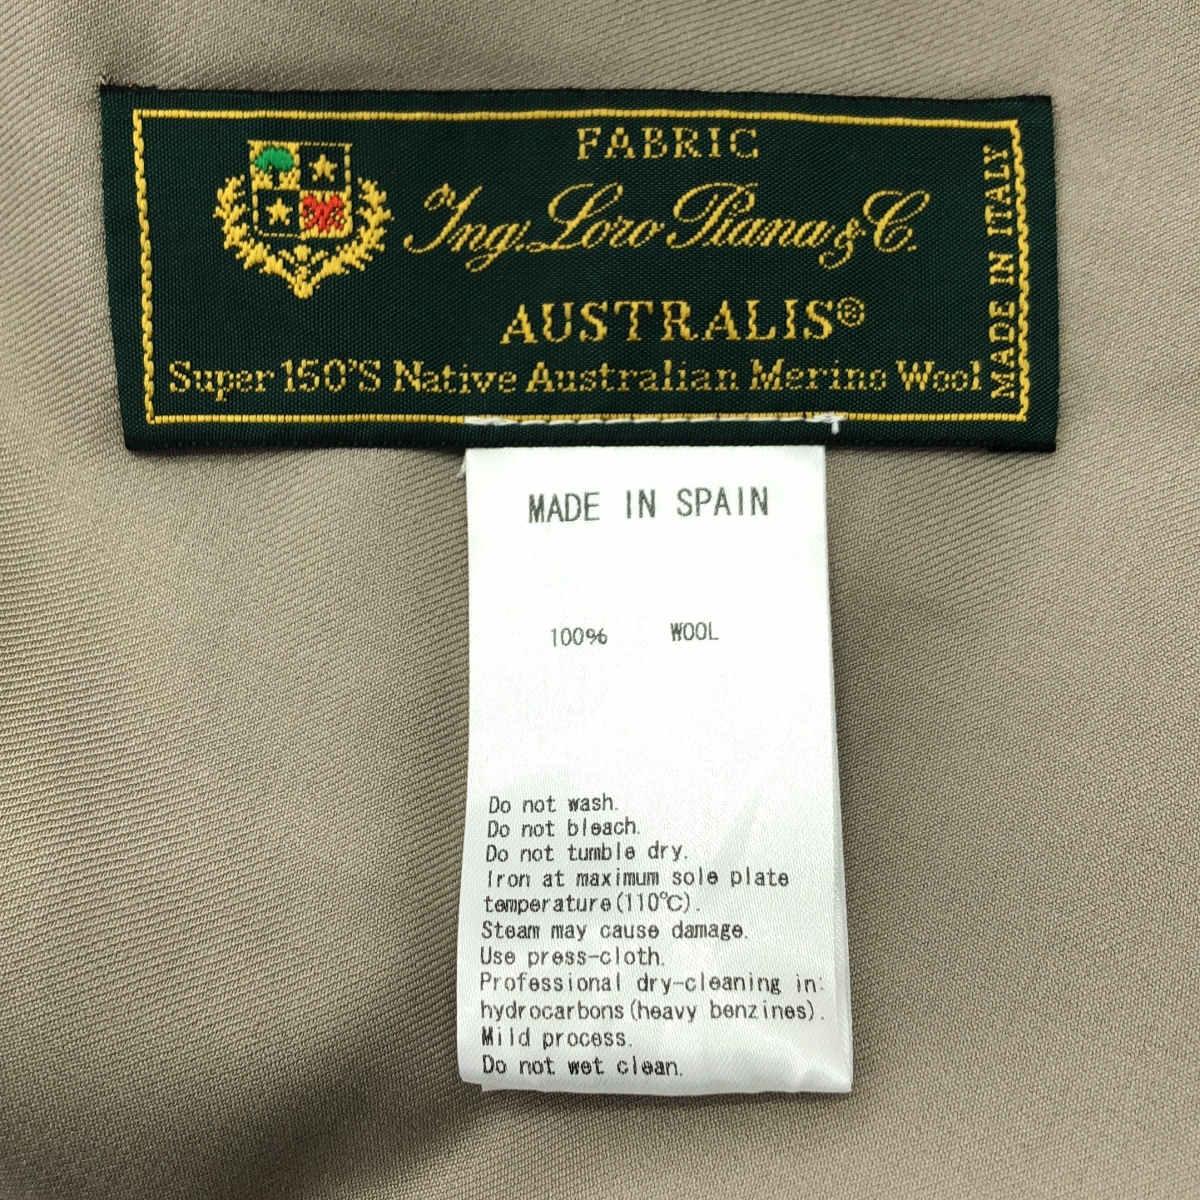 FABRIC
Ing. Loro Piana & C.
AUSTRALIS®
Super 150'S Native Australian Merino Wool
MADE IN ITALY
MADE IN SPAIN
100% WOOL
Do not wash.
Do not bleach.
Do not tumble dry.
Iron at maximum sole plate
temperature(110℃).
Steam may cause damage.
Use press-cloth.
Professional dry-cleaning in:
hydrocarbons(heavy benzines).
Mild process.
Do not wet clean.